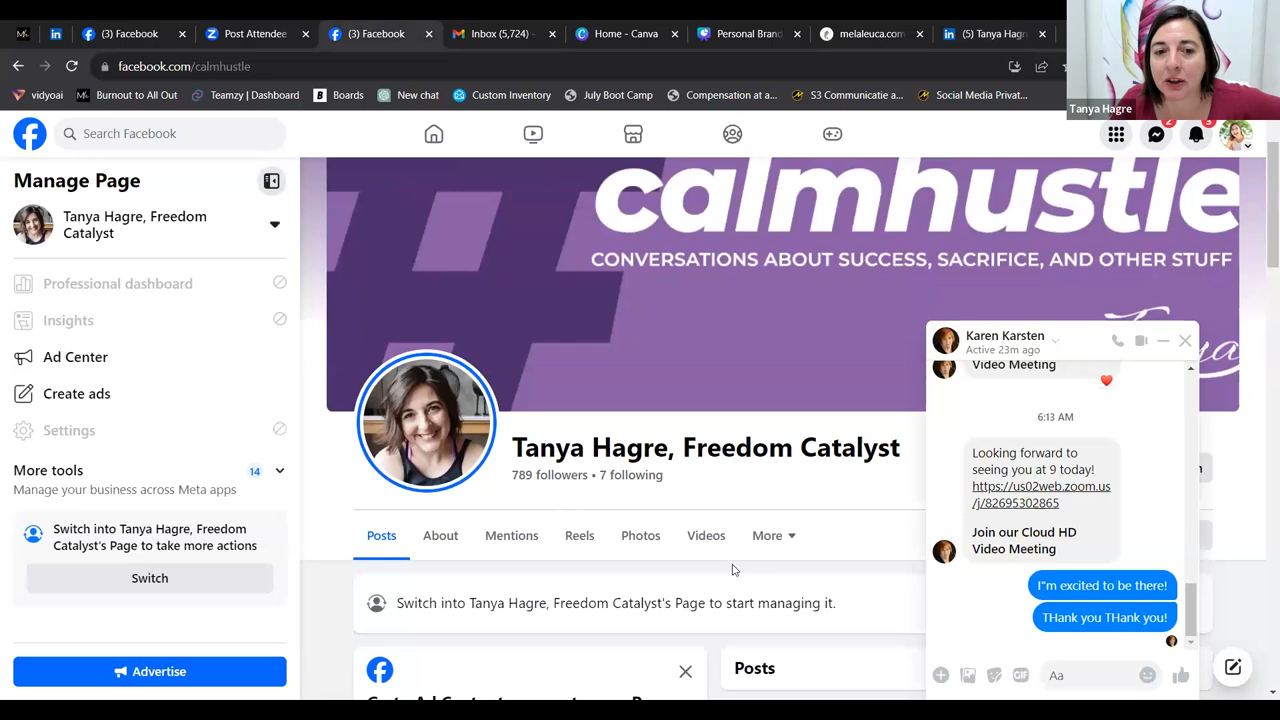 (3) Facebook
Post Attendee
(3) Facebook
Inbox (5,724) -
Home - Canva
Personal Bran
melaleuca.com
(5) Tanya Hagr
facebook.com/calmhustle
Tanya Hagre
vidyoai
Burnout to All Out
Teamzy | Dashboard
Boards
New chat
Custom Inventory
July Boot Camp
Compensation at a...
S3 Communicatie a...
Social Media Privat...
Search Facebook
2
3
Manage Page
Tanya Hagre, Freedom
Catalyst
Professional dashboard
Insights
Ad Center
Create ads
Settings
More tools
14
Manage your business across Meta apps
Switch into Tanya Hagre, Freedom
Catalyst's Page to take more actions
Switch
Advertise
#calmhustle
CONVERSATIONS ABOUT SUCCESS, SACRIFICE, AND OTHER STUFF
Tanya Hagre, Freedom Catalyst
789 followers • 7 following
Posts
About
Mentions
Reels
Photos
Videos
More
Switch into Tanya Hagre, Freedom Catalyst's Page to start managing it.
Posts
Karen Karsten
Active 23m ago
Video Meeting
6:13 AM
Looking forward to
seeing you at 9 today!
https://us02web.zoom.us
/j/82695302865
Join our Cloud HD
Video Meeting
I"m excited to be there!
THank you THank you!
GIF
Aa